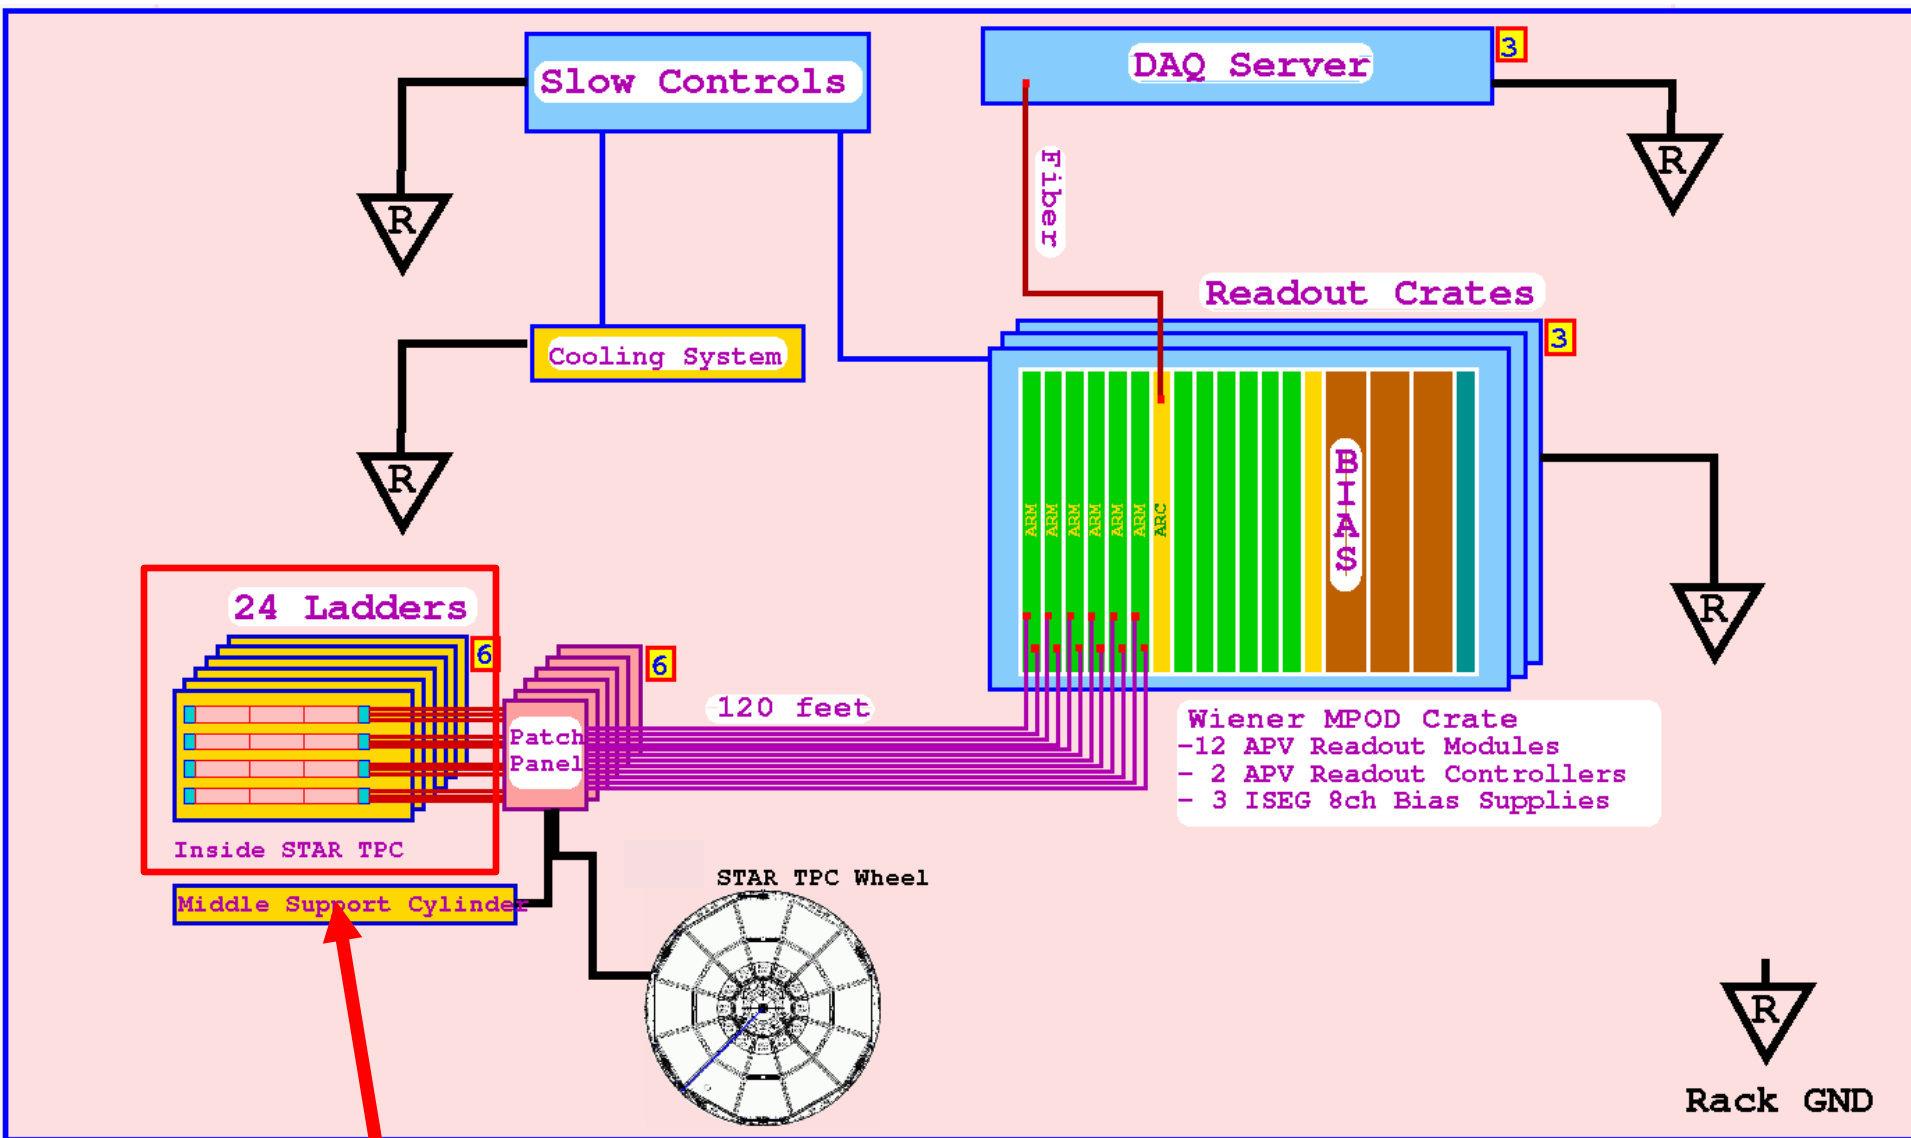 Slow Controls
DAQ Server
3
R
R
Fiber
Readout Crates
3
Cooling System
R
BIAS
ARM
ARM
ARM
ARM
ARM
ARM
ARC
R
24 Ladders
6
6
Patch
Panel
120 feet
Inside STAR TPC
Middle Support Cylinder
Wiener MPOD Crate
-12 APV Readout Modules
- 2 APV Readout Controllers
- 3 ISEG 8ch Bias Supplies
STAR TPC Wheel
R
Rack GND